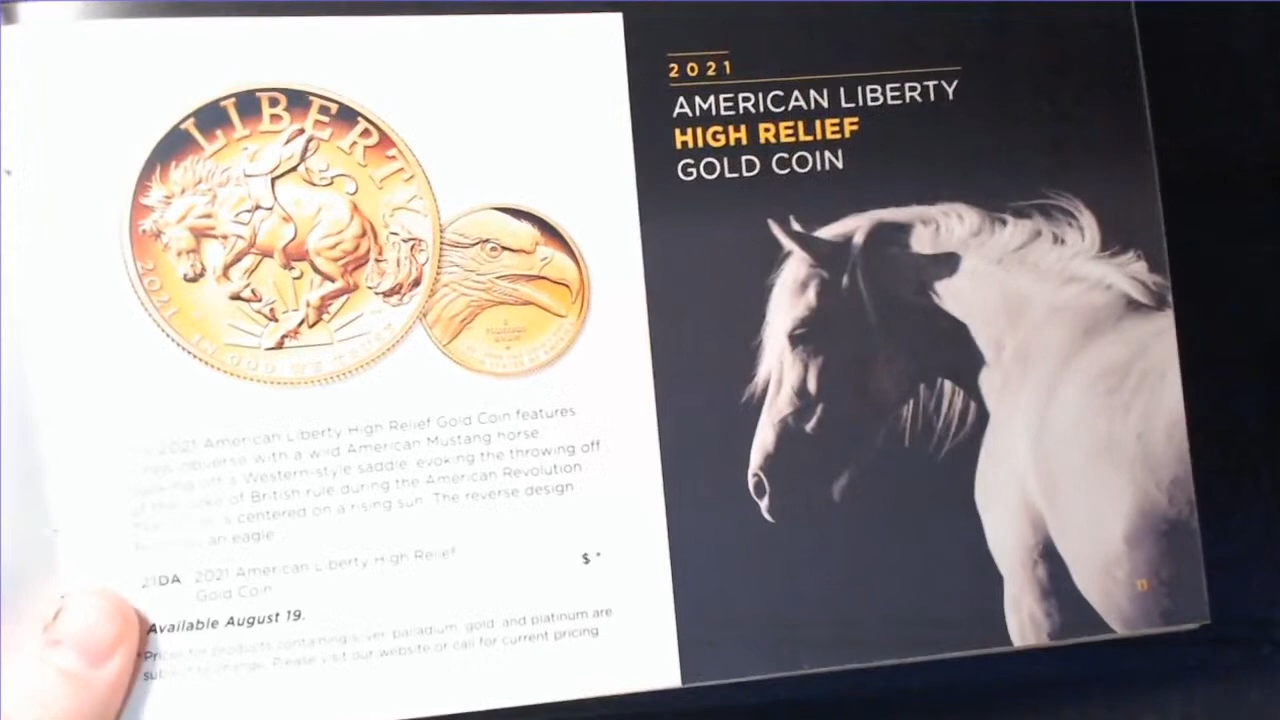 LIBERTY
2021 IN GOD WE TRUST
2021 American Liberty High Relief Gold Coin features
obverse with a wild American Mustang horse,
off a Western-style saddle, evoking the throwing off
of British rule during the American Revolution.
is centered on a rising sun. The reverse design
an eagle.
21DA 2021 American Liberty High Relief $ *
Gold Coin
Available August 19.
*Prices for products containing silver, palladium, gold, and platinum are
subject to change. Please visit our website or call for current pricing.
2021
AMERICAN LIBERTY
HIGH RELIEF
GOLD COIN